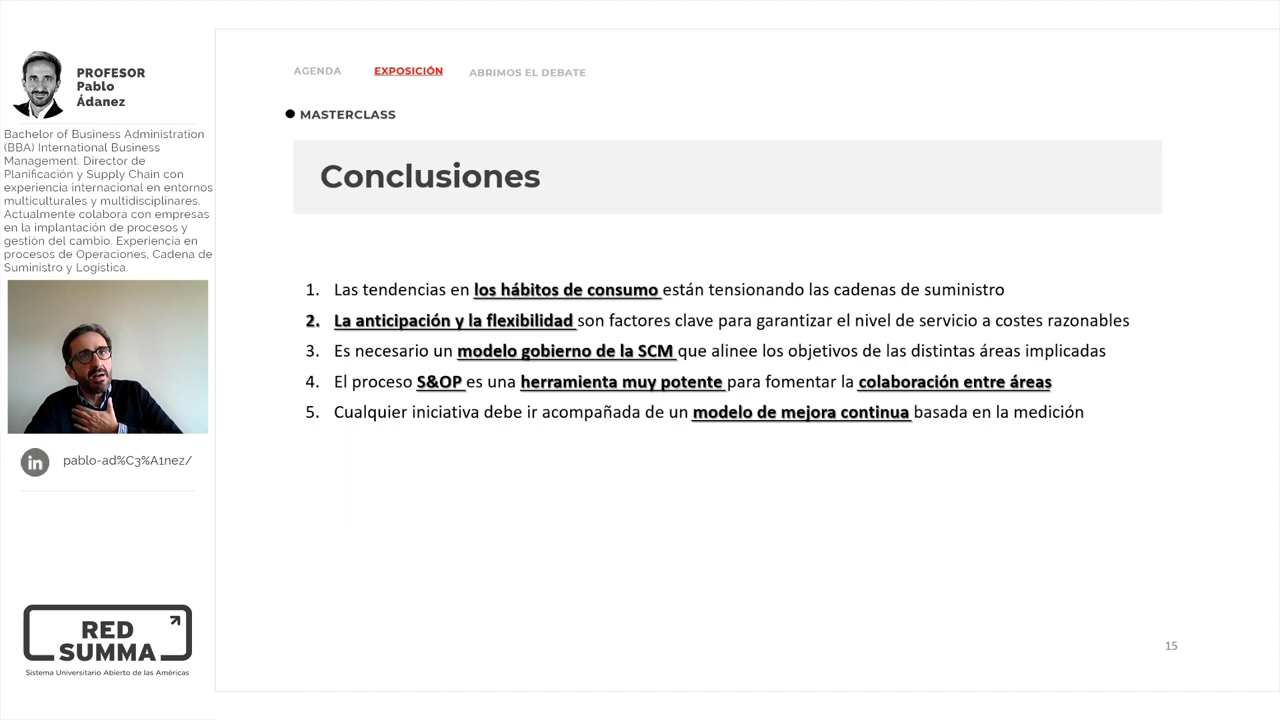 PROFESOR
Pablo
Ádanez
Bachelor of Business Administration
(BBA) International Business
Management. Director de
Planificación y Supply Chain con
experiencia internacional en entornos
multiculturales y multidisciplinares.
Actualmente colabora con empresas
en la implantación de procesos y
gestión del cambio. Experiencia en
procesos de Operaciones, Cadena de
Suministro y Logística.
in pablo-ad%C3%A1nez/
RED
SUMMA
Sistema Universitario Abierto de las Américas
AGENDA EXPOSICIÓN ABRIMOS EL DEBATE
MASTERCLASS
Conclusiones
1. Las tendencias en los hábitos de consumo están tensionando las cadenas de suministro
2. La anticipación y la flexibilidad son factores clave para garantizar el nivel de servicio a costes razonables
3. Es necesario un modelo gobierno de la SCM que alinee los objetivos de las distintas áreas implicadas
4. El proceso S&OP es una herramienta muy potente para fomentar la colaboración entre áreas
5. Cualquier iniciativa debe ir acompañada de un modelo de mejora continua basada en la medición
15